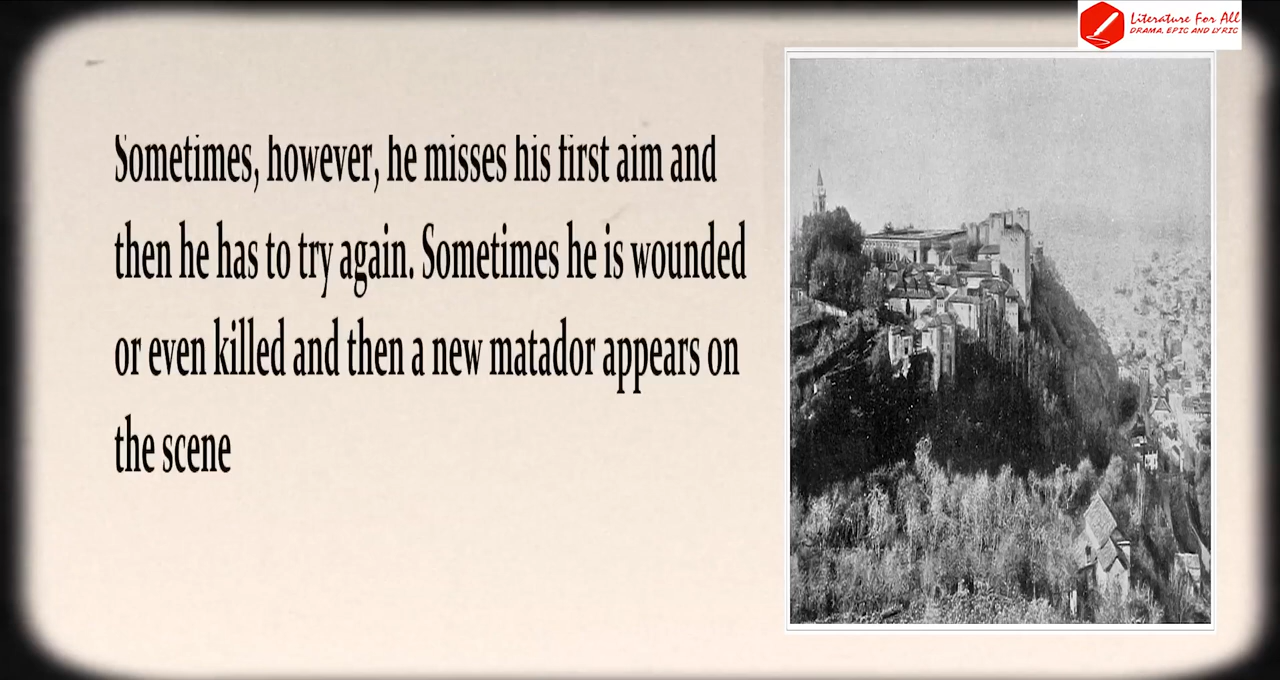 Literature For All
DRAMA, EPIC AND LYRIC
Sometimes, however, he misses his first aim and
then he has to try again. Sometimes he is wounded
or even killed and then a new matador appears on
the scene